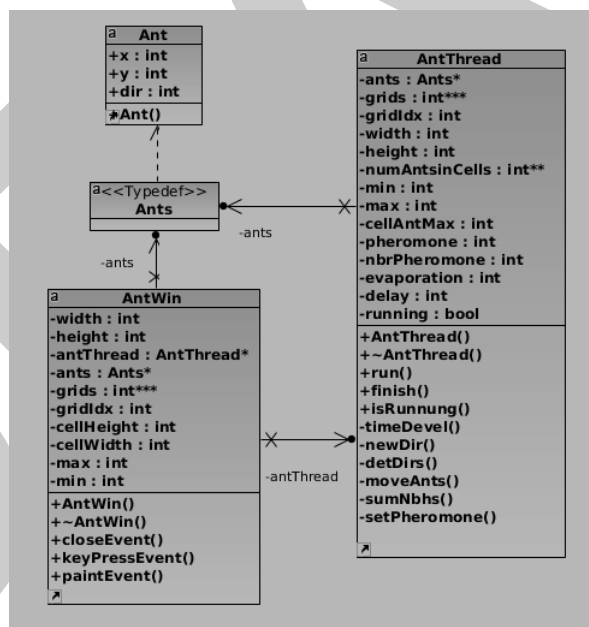 a Ant
+x : int
+y : int
+dir : int
+Ant()
a <<Typedef>>
Ants
-ants
-ants
a AntWin
-width : int
-height : int
-antThread : AntThread*
-ants : Ants*
-grids : int***
-gridIdx : int
-cellHeight : int
-cellWidth : int
-max : int
-min : int
+AntWin()
+~AntWin()
+closeEvent()
+keyPressEvent()
+paintEvent()
-antThread
a AntThread
-ants : Ants*
-grids : int***
-gridIdx : int
-width : int
-height : int
-numAntsinCells : int**
-min : int
-max : int
-cellAntMax : int
-pheromone : int
-nbrPheromone : int
-evaporation : int
-delay : int
-running : bool
+AntThread()
+~AntThread()
+run()
+finish()
+isRunnung()
-timeDevel()
-newDir()
-detDirs()
-moveAnts()
-sumNbhs()
-setPheromone()